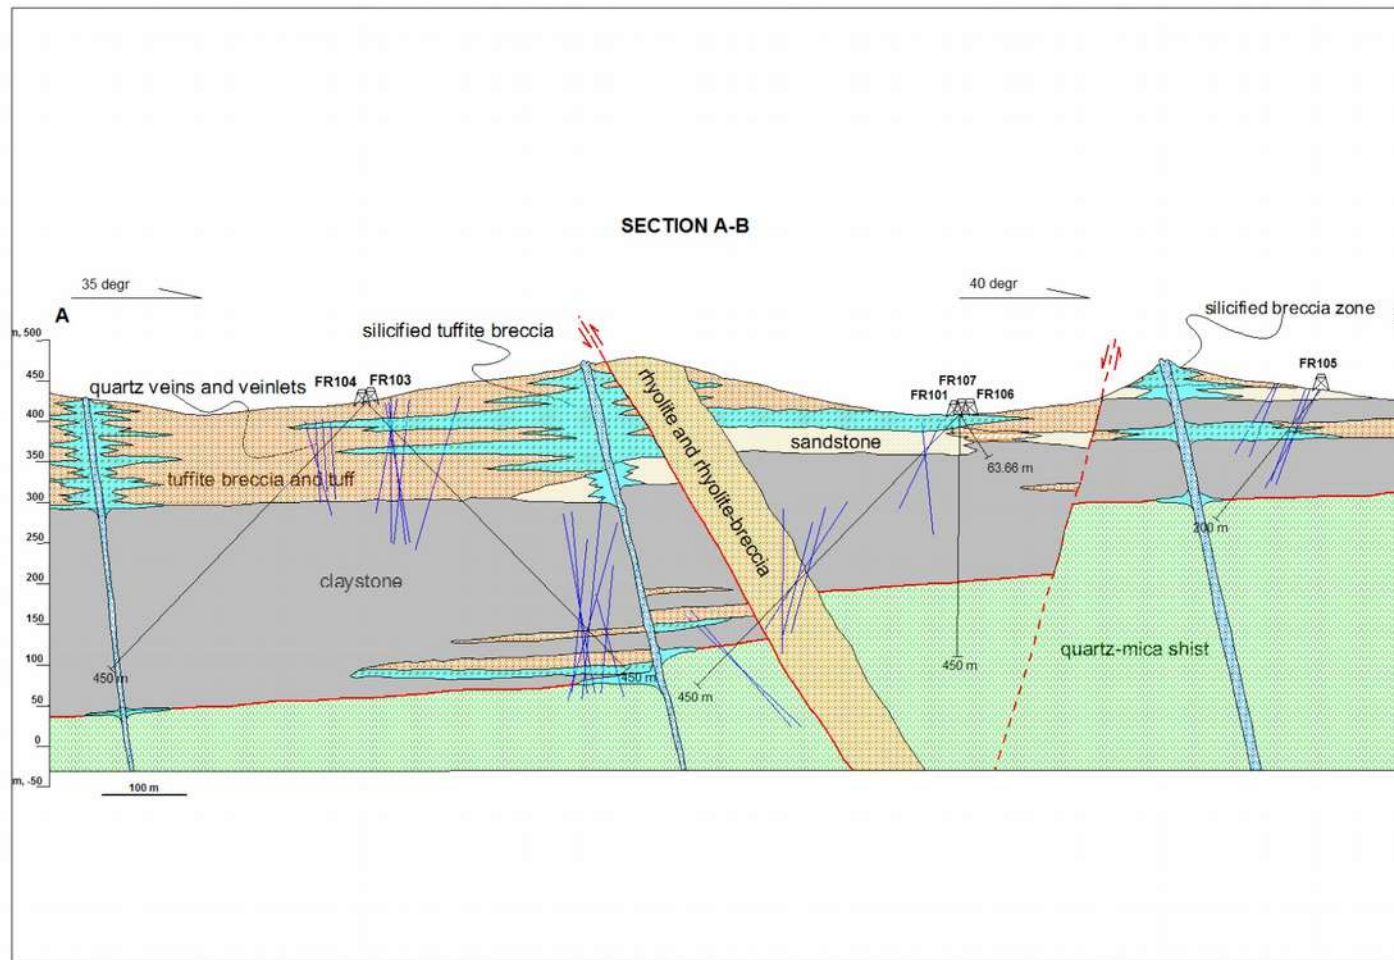 SECTION A-B
35 degr
40 degr
A
silicified breccia zone
silicified tuffite breccia
m, 500
450
400
350
300
250
200
150
100
50
0
m, -50
quartz veins and veinlets
FR104
FR103
FR107
FR101
FR106
FR105
rhyolite and rhyolite-breccia
sandstone
63.66 m
tuffite breccia and tuff
200 m
claystone
quartz-mica shist
450 m
450 m
450 m
450 m
100 m